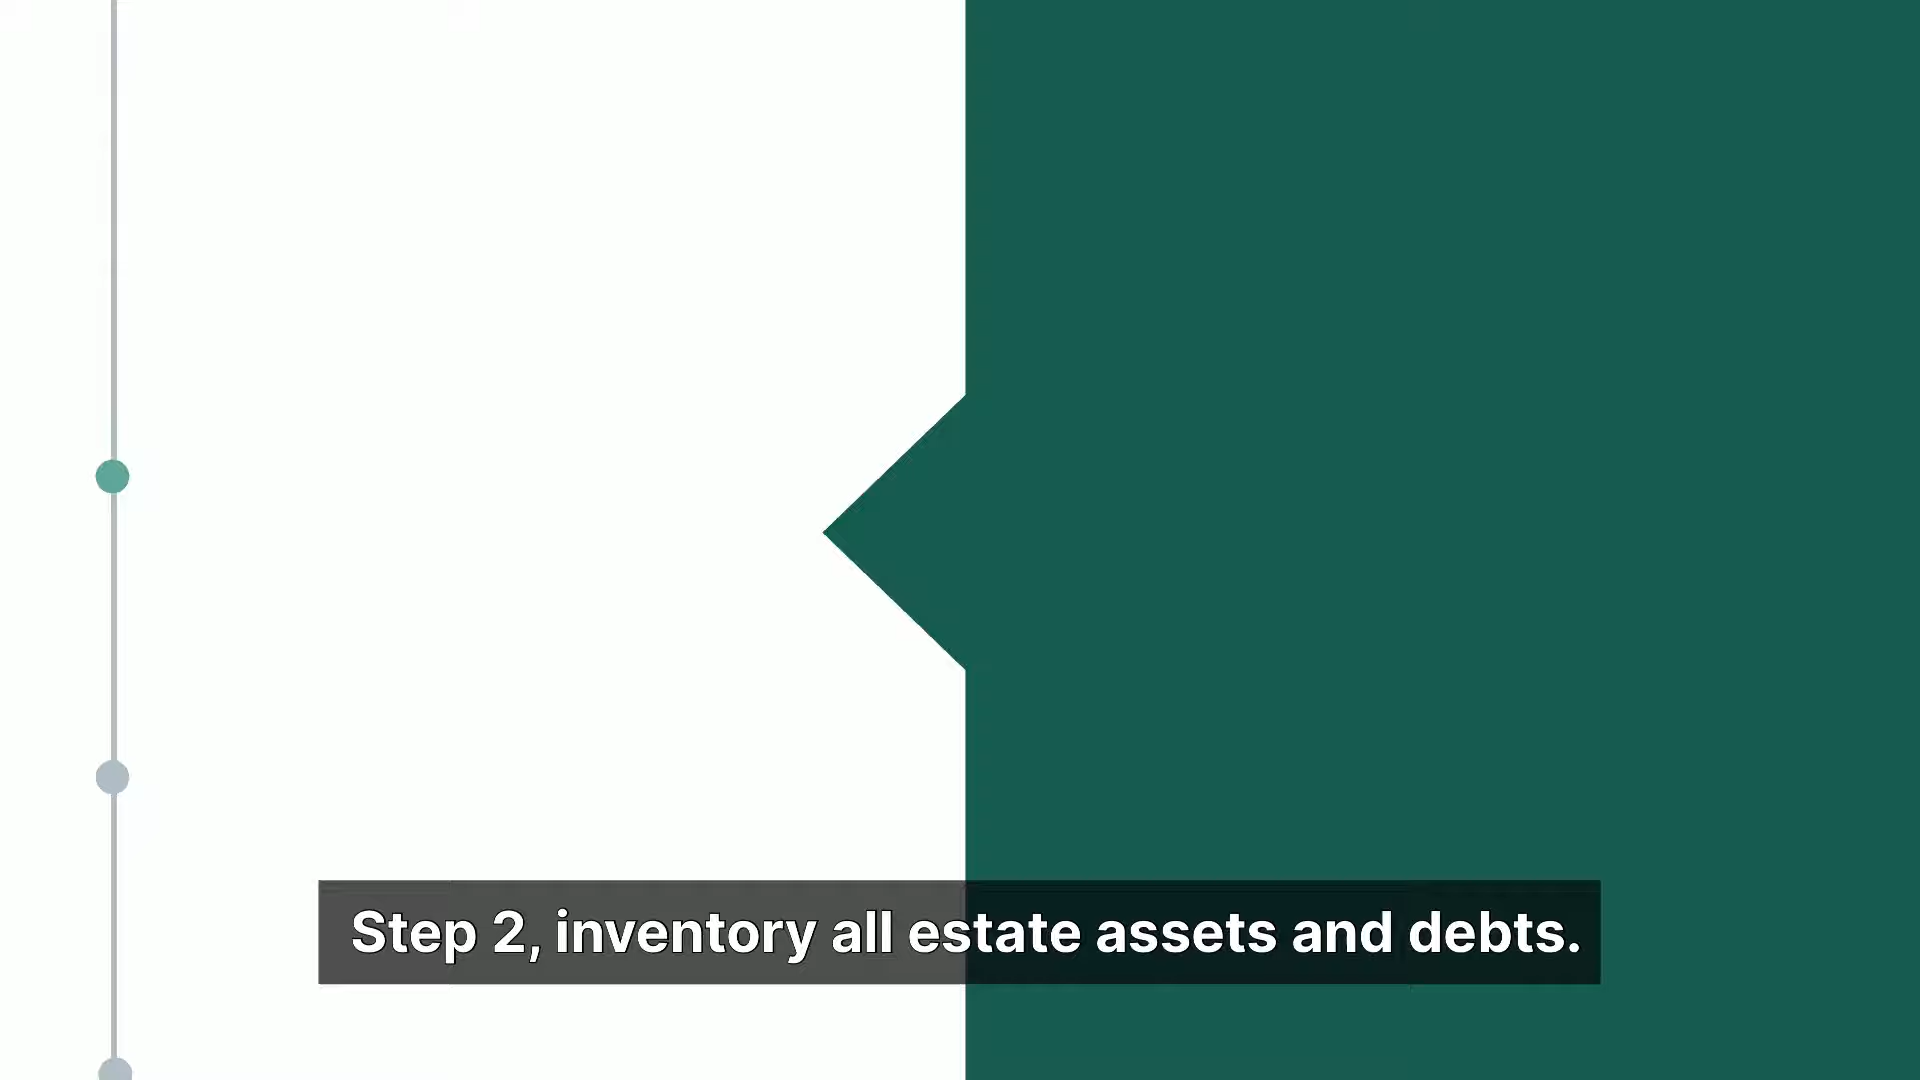 Step 2, inventory all estate assets and debts.